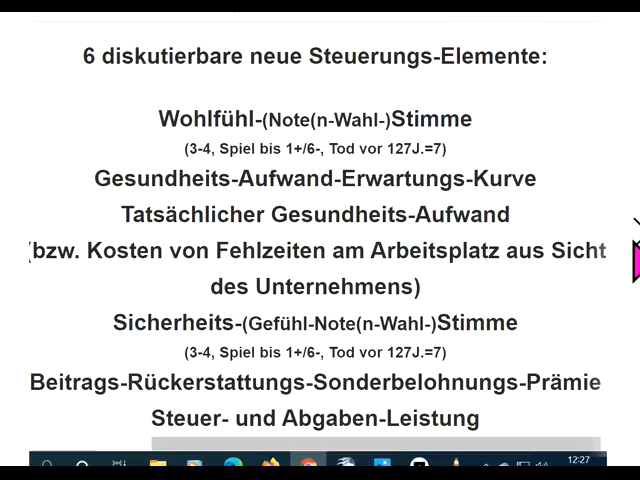 6 diskutierbare neue Steuerungs-Elemente:
Wohlfühl-(Note(n-Wahl-)Stimme
(3-4, Spiel bis 1+/6-, Tod vor 127J.=7)
Gesundheits-Aufwand-Erwartungs-Kurve
Tatsächlicher Gesundheits-Aufwand
(bzw. Kosten von Fehlzeiten am Arbeitsplatz aus Sicht
des Unternehmens)
Sicherheits-(Gefühl-Note(n-Wahl-)Stimme
(3-4, Spiel bis 1+/6-, Tod vor 127J.=7)
Beitrags-Rückerstattungs-Sonderbelohnungs-Prämie
Steuer- und Abgaben-Leistung
12:27